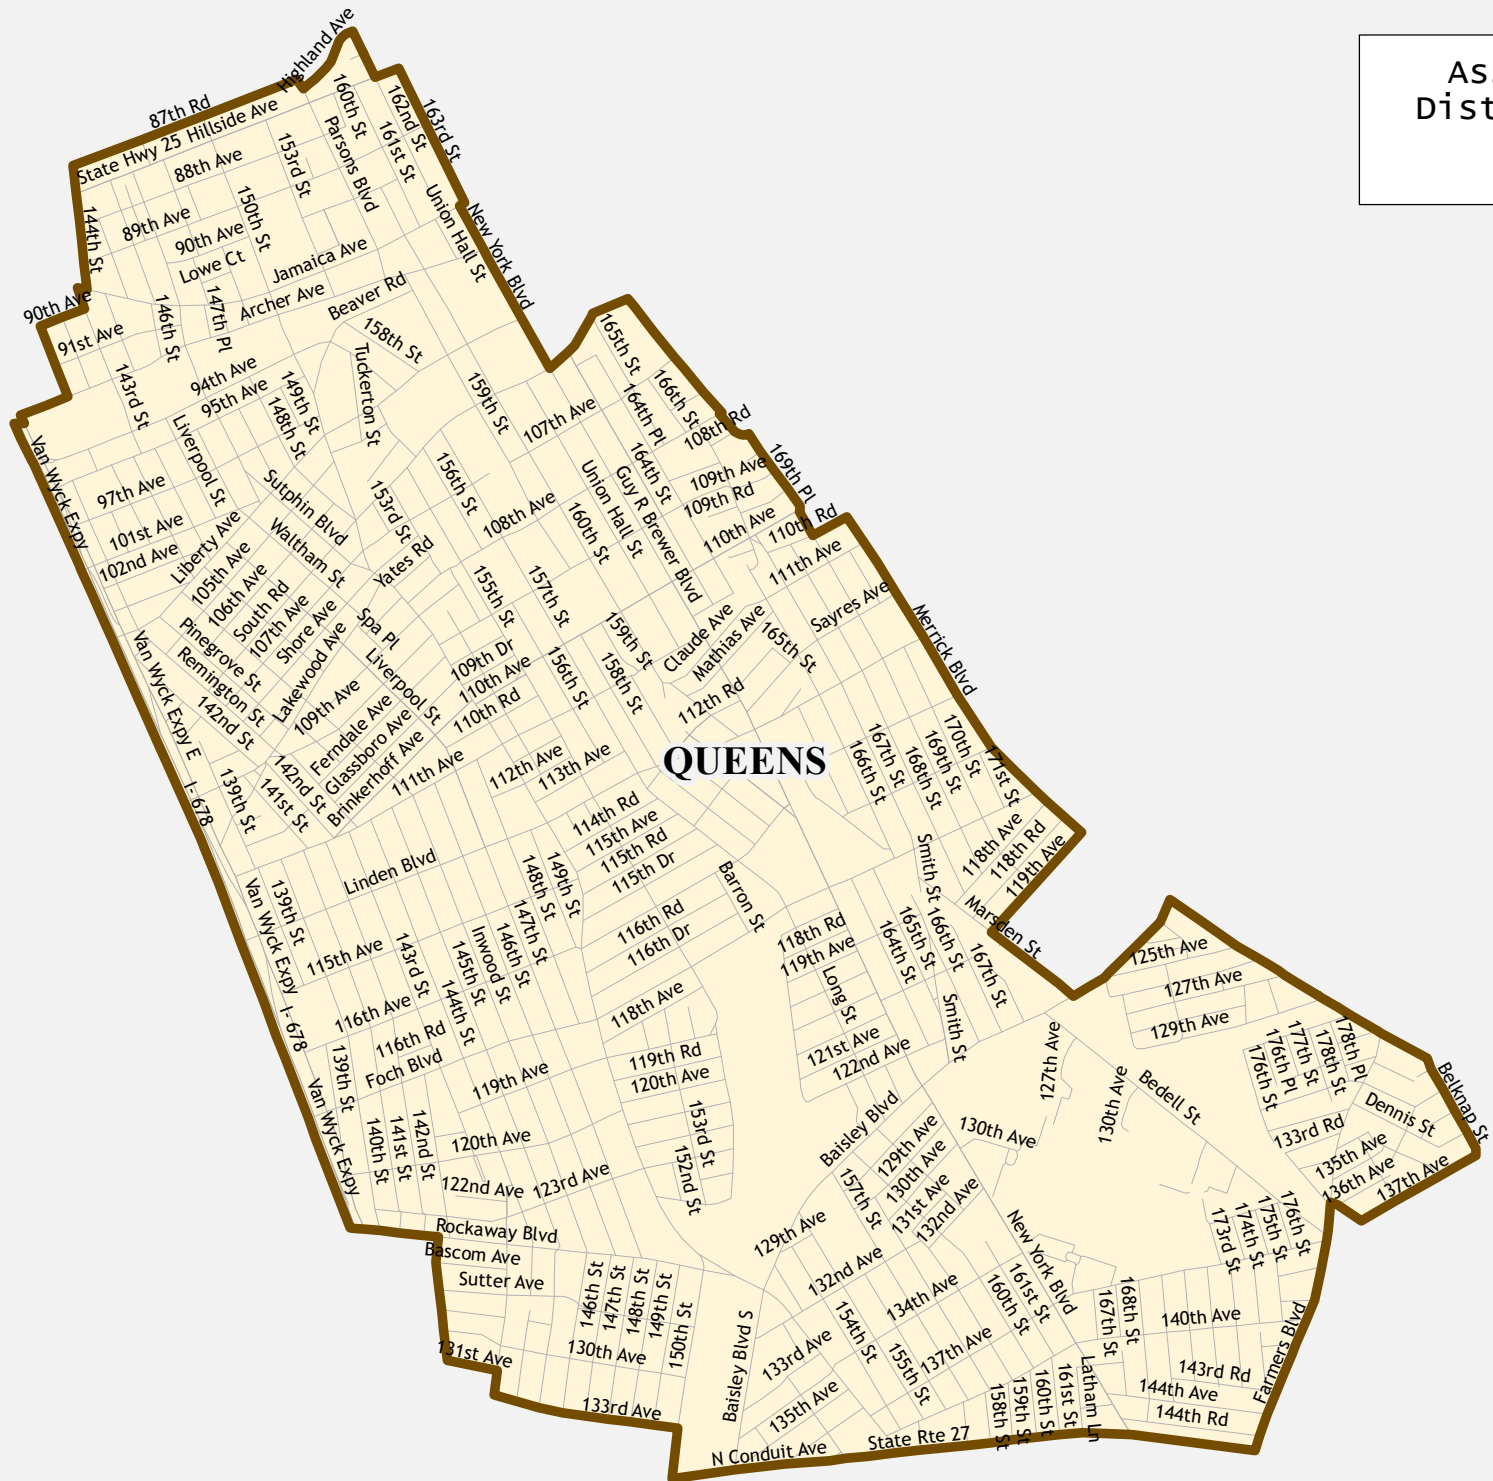 As
Dist
Highland Ave
87th Rd
State Hwy 25 Hillside Ave
160th St
162nd St
163rd St
88th Ave
153rd St
Parsons Blvd
161st St
144th St
89th Ave
150th St
90th Ave
Union Hall St
New York Blvd
Lowe Ct
Jamaica Ave
90th Ave
91st Ave
146th St
147th Pl
Archer Ave
Beaver Rd
158th St
165th St
143rd St
94th Ave
95th Ave
149th St
148th St
Tuckerton St
159th St
107th Ave
164th Pl
166th St
108th Rd
Van Wyck Expy
Liverpool St
97th Ave
Sutphin Blvd
156th St
164th St
109th Ave
109th Rd
169th Pl
101st Ave
102nd Ave
Liberty Ave
Waltham St
153rd St
108th Ave
Union Hall St
Guy R Brewer Blvd
160th St
110th Ave
110th Rd
105th Ave
106th Ave
South Rd
107th Ave
Shore Ave
Yates Rd
155th St
157th St
111th Ave
Sayres Ave
Merrick Blvd
Pinegrove St
Remington St
142nd St
Lakewood Ave
Spa Pl
Liverpool St
109th Dr
110th Ave
110th Rd
156th St
159th St
158th St
Claude Ave
Mathias Ave
165th St
112th Rd
Van Wyck Expy E
109th Ave
Ferndale Ave
Glassboro Ave
Brinkerhoff Ave
111th Ave
112th Ave
113th Ave
QUEENS
166th St
167th St
168th St
169th St
170th St
171st St
I- 678
139th St
141st St
142nd St
114th Rd
115th Ave
115th Rd
115th Dr
Linden Blvd
148th St
149th St
Barron St
Smith St
118th Ave
118th Rd
119th Ave
Van Wyck Expy
139th St
115th Ave
143rd St
145th St
Inwood St
146th St
147th St
116th Rd
116th Dr
118th Rd
119th Ave
164th St
165th St
166th St
167th St
Marsden St
125th Ave
127th Ave
129th Ave
I- 678
116th Ave
116th Rd
144th St
118th Ave
Long St
Smith St
121st Ave
122nd Ave
127th Ave
Foch Blvd
139th St
119th Ave
119th Rd
120th Ave
176th St
176th Pl
177th St
178th St
178th Pl
Belknap St
Van Wyck Expy
140th St
141st St
142nd St
120th Ave
153rd St
152nd St
Baisley Blvd
129th Ave
130th Ave
130th Ave
130th Ave
Bedell St
Dennis St
133rd Rd
135th Ave
136th Ave
137th Ave
122nd Ave
123rd Ave
157th St
131st Ave
132nd Ave
Rockaway Blvd
Bascom Ave
Sutter Ave
129th Ave
132nd Ave
New York Blvd
173rd St
174th St
175th St
176th St
146th St
147th St
148th St
149th St
150th St
134th Ave
160th St
161st St
167th St
168th St
140th Ave
Farmers Blvd
131st Ave
130th Ave
Baisley Blvd S
133rd Ave
154th St
155th St
137th Ave
143rd Rd
144th Ave
144th Rd
133rd Ave
135th Ave
158th St
159th St
160th St
161st St
Latham Ln
N Conduit Ave
State Rte 27